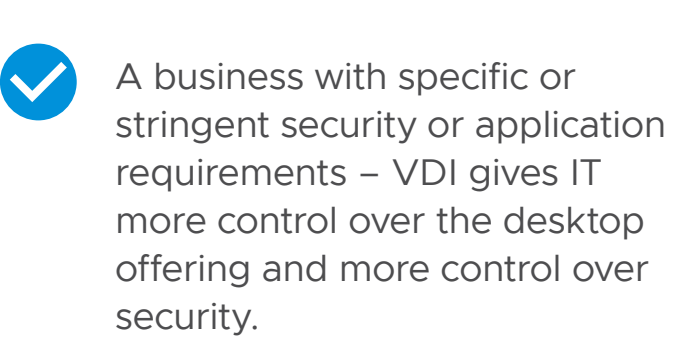 A business with specific or
stringent security or application
requirements – VDI gives IT
more control over the desktop
offering and more control over
security.